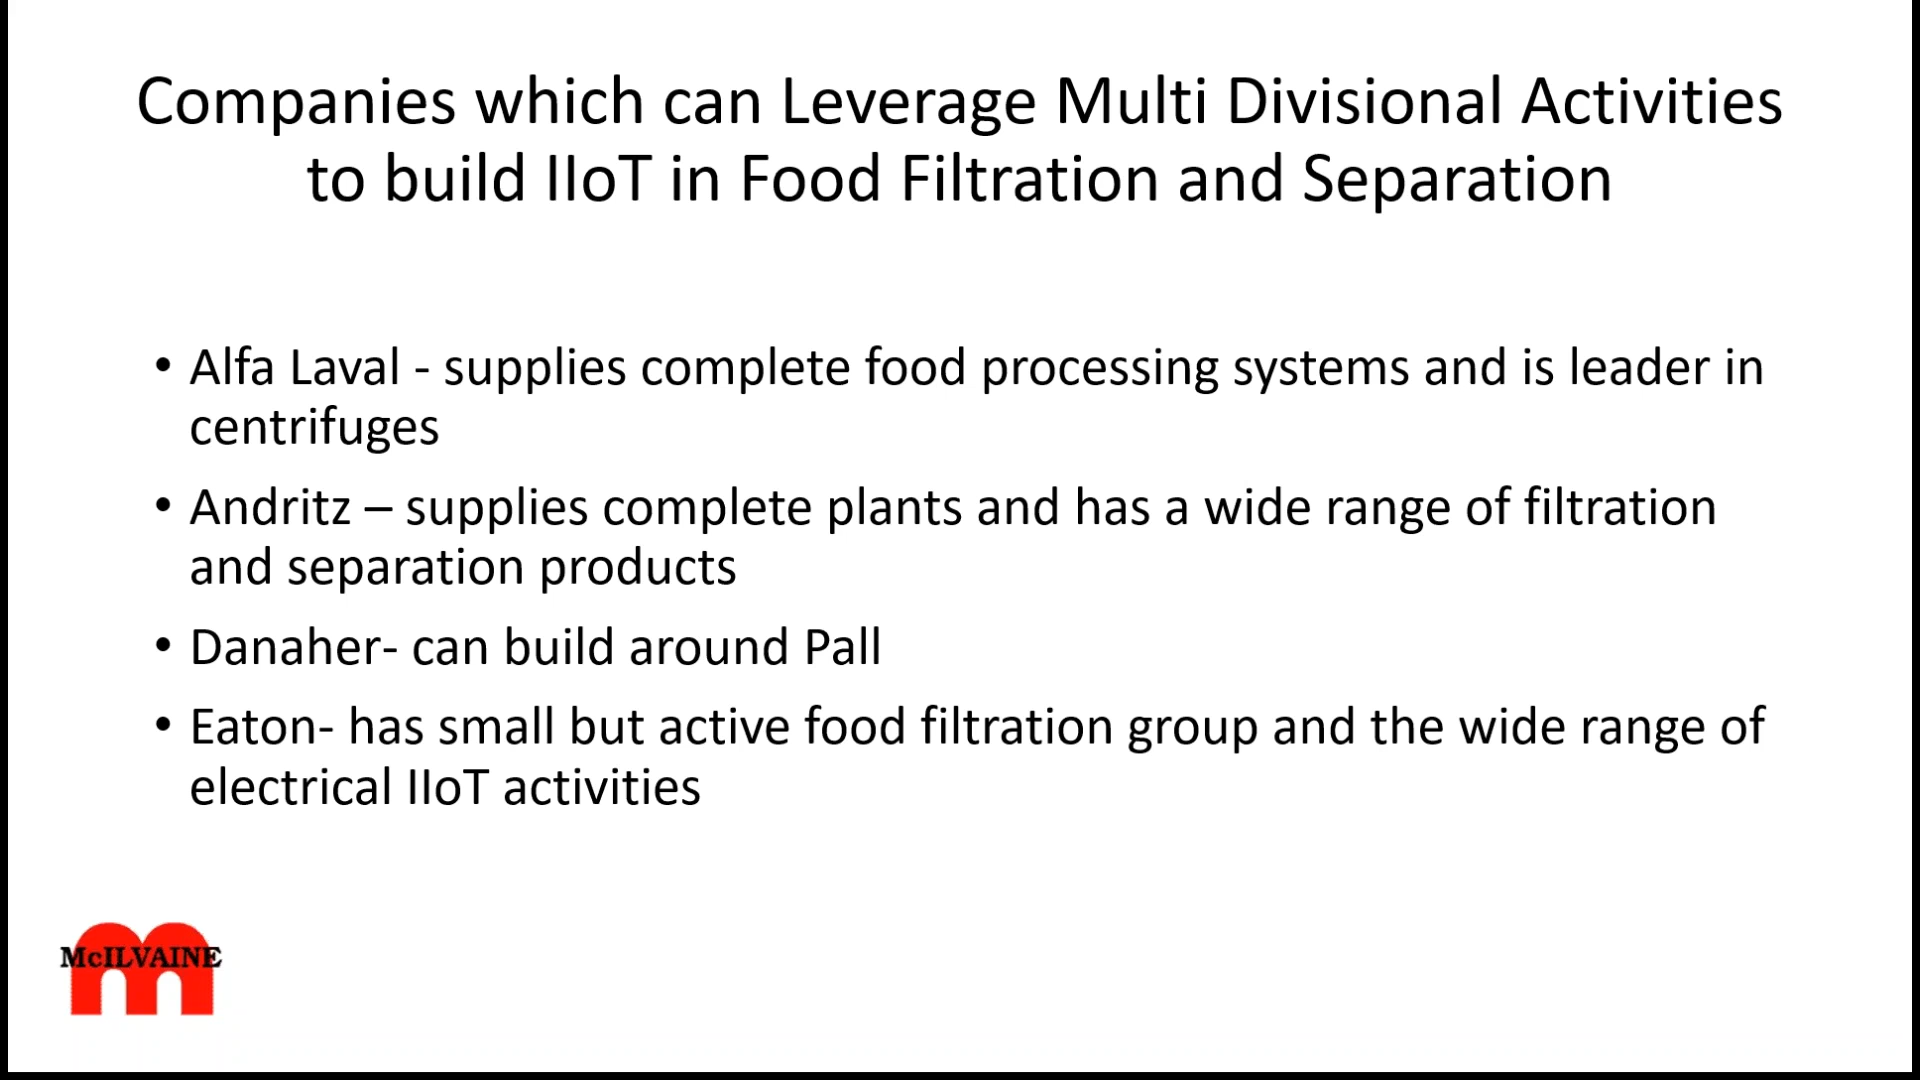 Companies which can Leverage Multi Divisional Activities
to build IIoT in Food Filtration and Separation
• Alfa Laval - supplies complete food processing systems and is leader in
centrifuges
• Andritz – supplies complete plants and has a wide range of filtration
and separation products
• Danaher- can build around Pall
• Eaton- has small but active food filtration group and the wide range of
electrical IIoT activities
McILVAINE